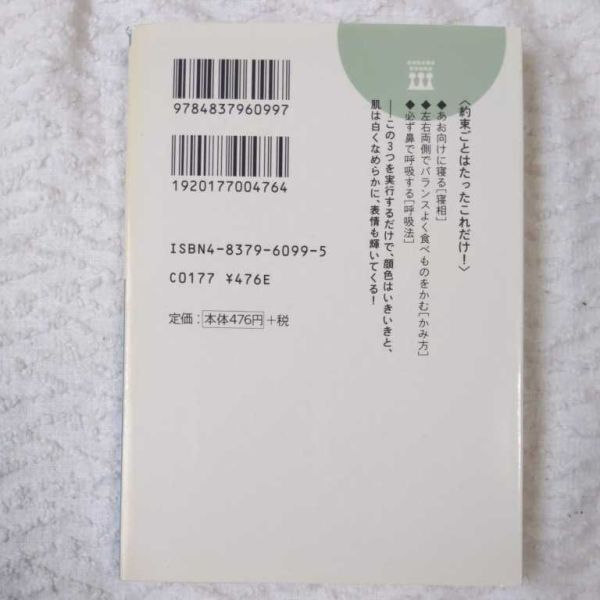 〈約束ごとはたったこれだけ!〉
◆あお向けに寝る[寝相]
◆左右両側でバランスよく食べものをかむ[かみ方]
◆必ず鼻で呼吸する[呼吸法]
――この3つを実行するだけで、顔色はいきいきと、
肌は白くなめらかに、表情も輝いてくる!
9784837960997
1920177004764
ISBN4-8379-6099-5
C0177 ¥476E
定価:本体476円+税